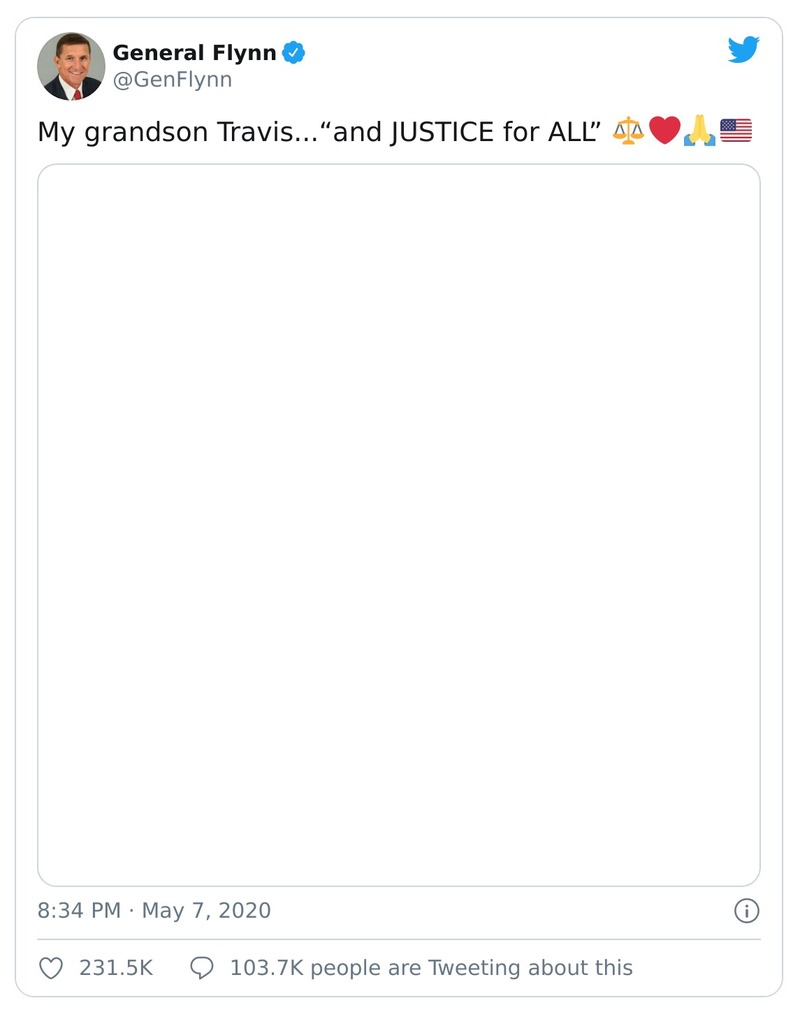 General Flynn
@GenFlynn
My grandson Travis...“and JUSTICE for ALL” ⚖️❤️🙏🇺🇸
8:34 PM · May 7, 2020
231.5K 103.7K people are Tweeting about this